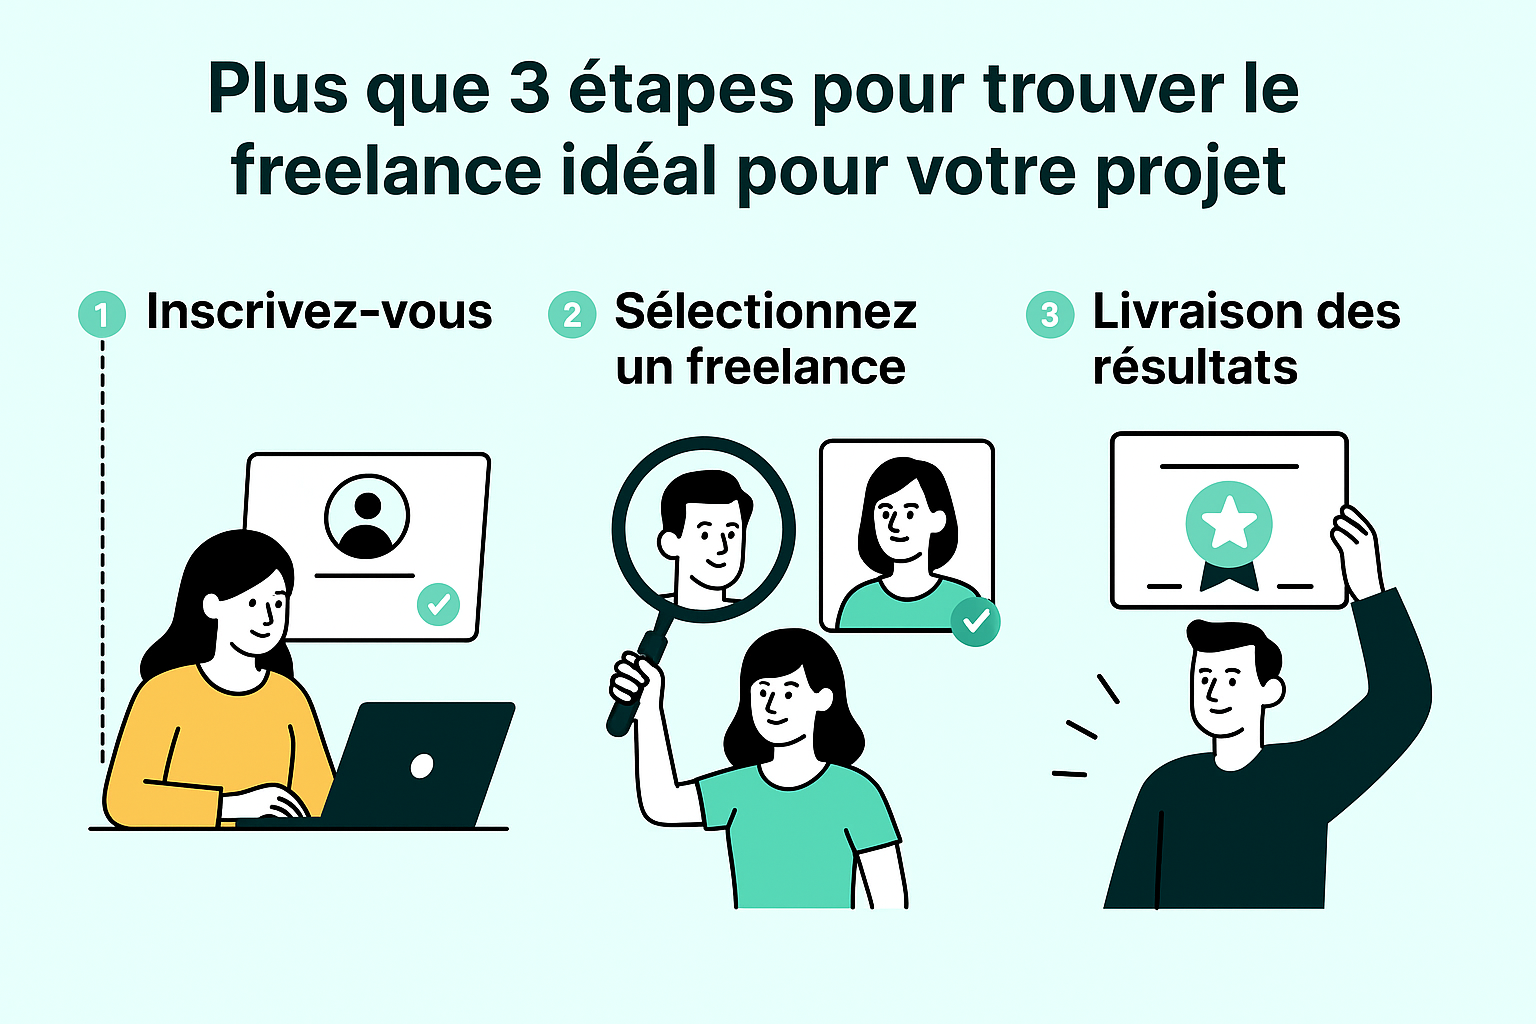 Plus que 3 étapes pour trouver le
freelance idéal pour votre projet
1 Inscrivez-vous
2 Sélectionnez
un freelance
3 Livraison des
résultats